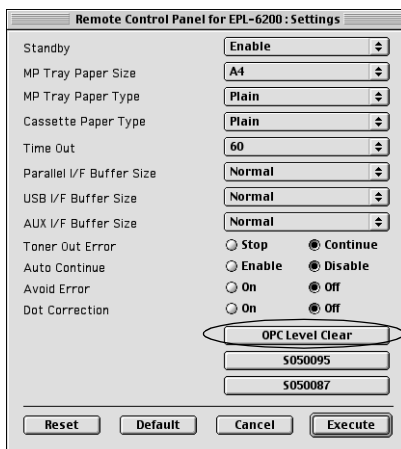 Remote Control Panel for EPL-6200 : Settings
Standby Enable
MP Tray Paper Size A4
MP Tray Paper Type Plain
Cassette Paper Type Plain
Time Out 60
Parallel I/F Buffer Size Normal
USB I/F Buffer Size Normal
AUX I/F Buffer Size Normal
Toner Out Error Stop Continue
Auto Continue Enable Disable
Avoid Error On Off
Dot Correction On Off
OPC Level Clear
S050095
S050087
Reset Default Cancel Execute